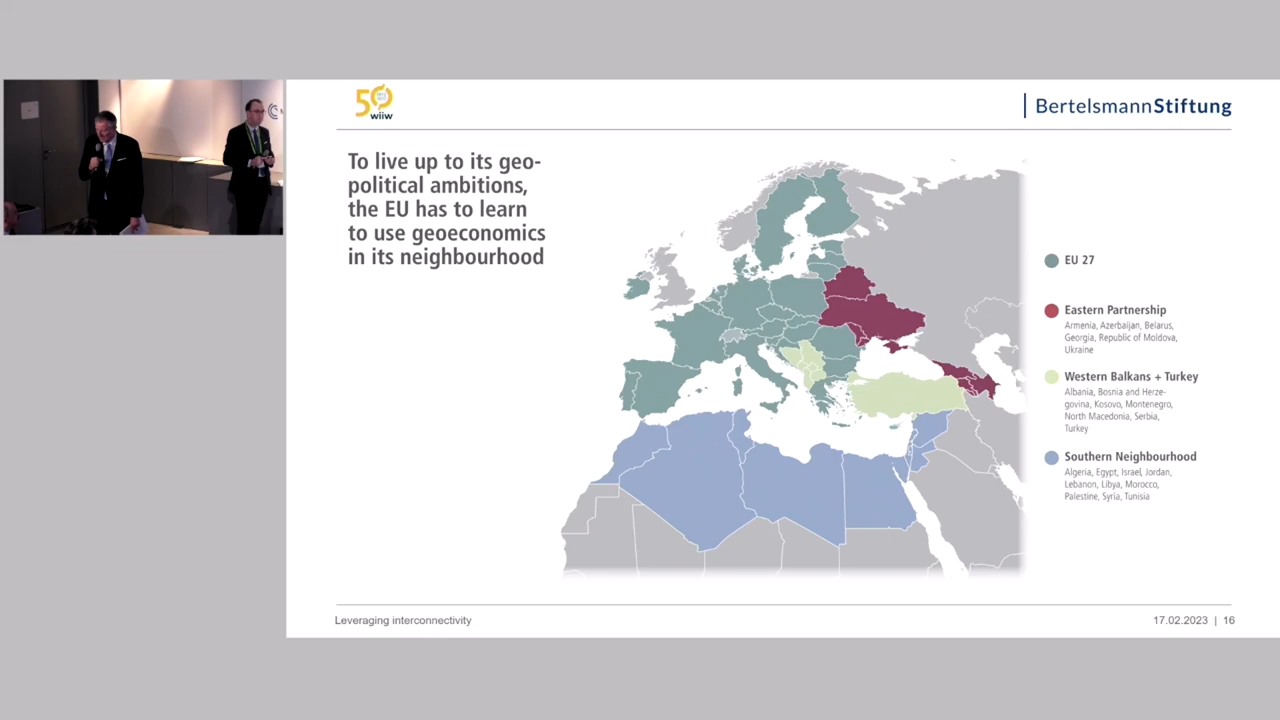 50
wiiw
BertelsmannStiftung
To live up to its geo-
political ambitions,
the EU has to learn
to use geoeconomics
in its neighbourhood
EU 27
Eastern Partnership
Armenia, Azerbaijan, Belarus,
Georgia, Republic of Moldova,
Ukraine
Western Balkans + Turkey
Albania, Bosnia and Herze-
govina, Kosovo, Montenegro,
North Macedonia, Serbia,
Turkey
Southern Neighbourhood
Algeria, Egypt, Israel, Jordan,
Lebanon, Libya, Morocco,
Palestine, Syria, Tunisia
Leveraging interconnectivity
17.02.2023 | 16